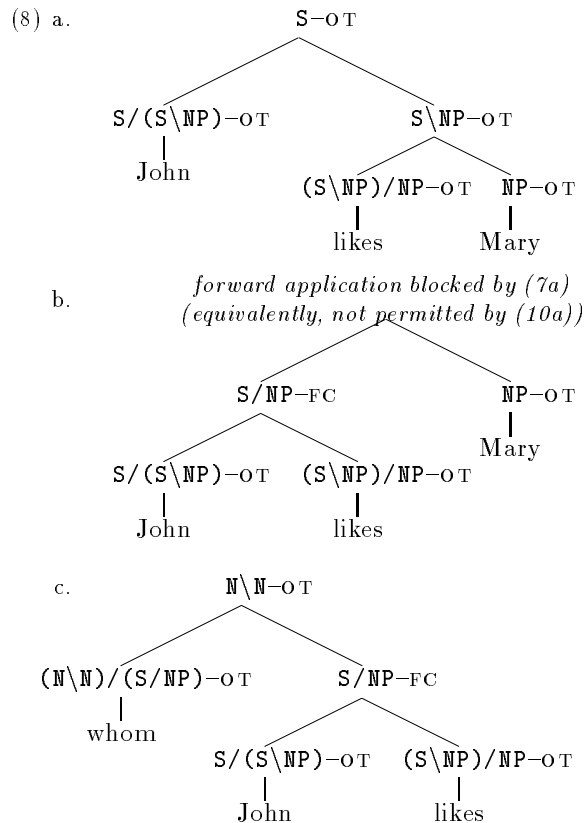 (8) a. S–OT
S/(S\NP)–OT S\NP–OT
John
(S\NP)/NP–OT NP–OT
likes Mary
forward application blocked by (7a)
b. (equivalently, not permitted by (10a))
S/NP–FC NP–OT
Mary
S/(S\NP)–OT (S\NP)/NP–OT
John likes
c. N\N–OT
(N\N)/(S/NP)–OT S/NP–FC
whom
S/(S\NP)–OT (S\NP)/NP–OT
John likes